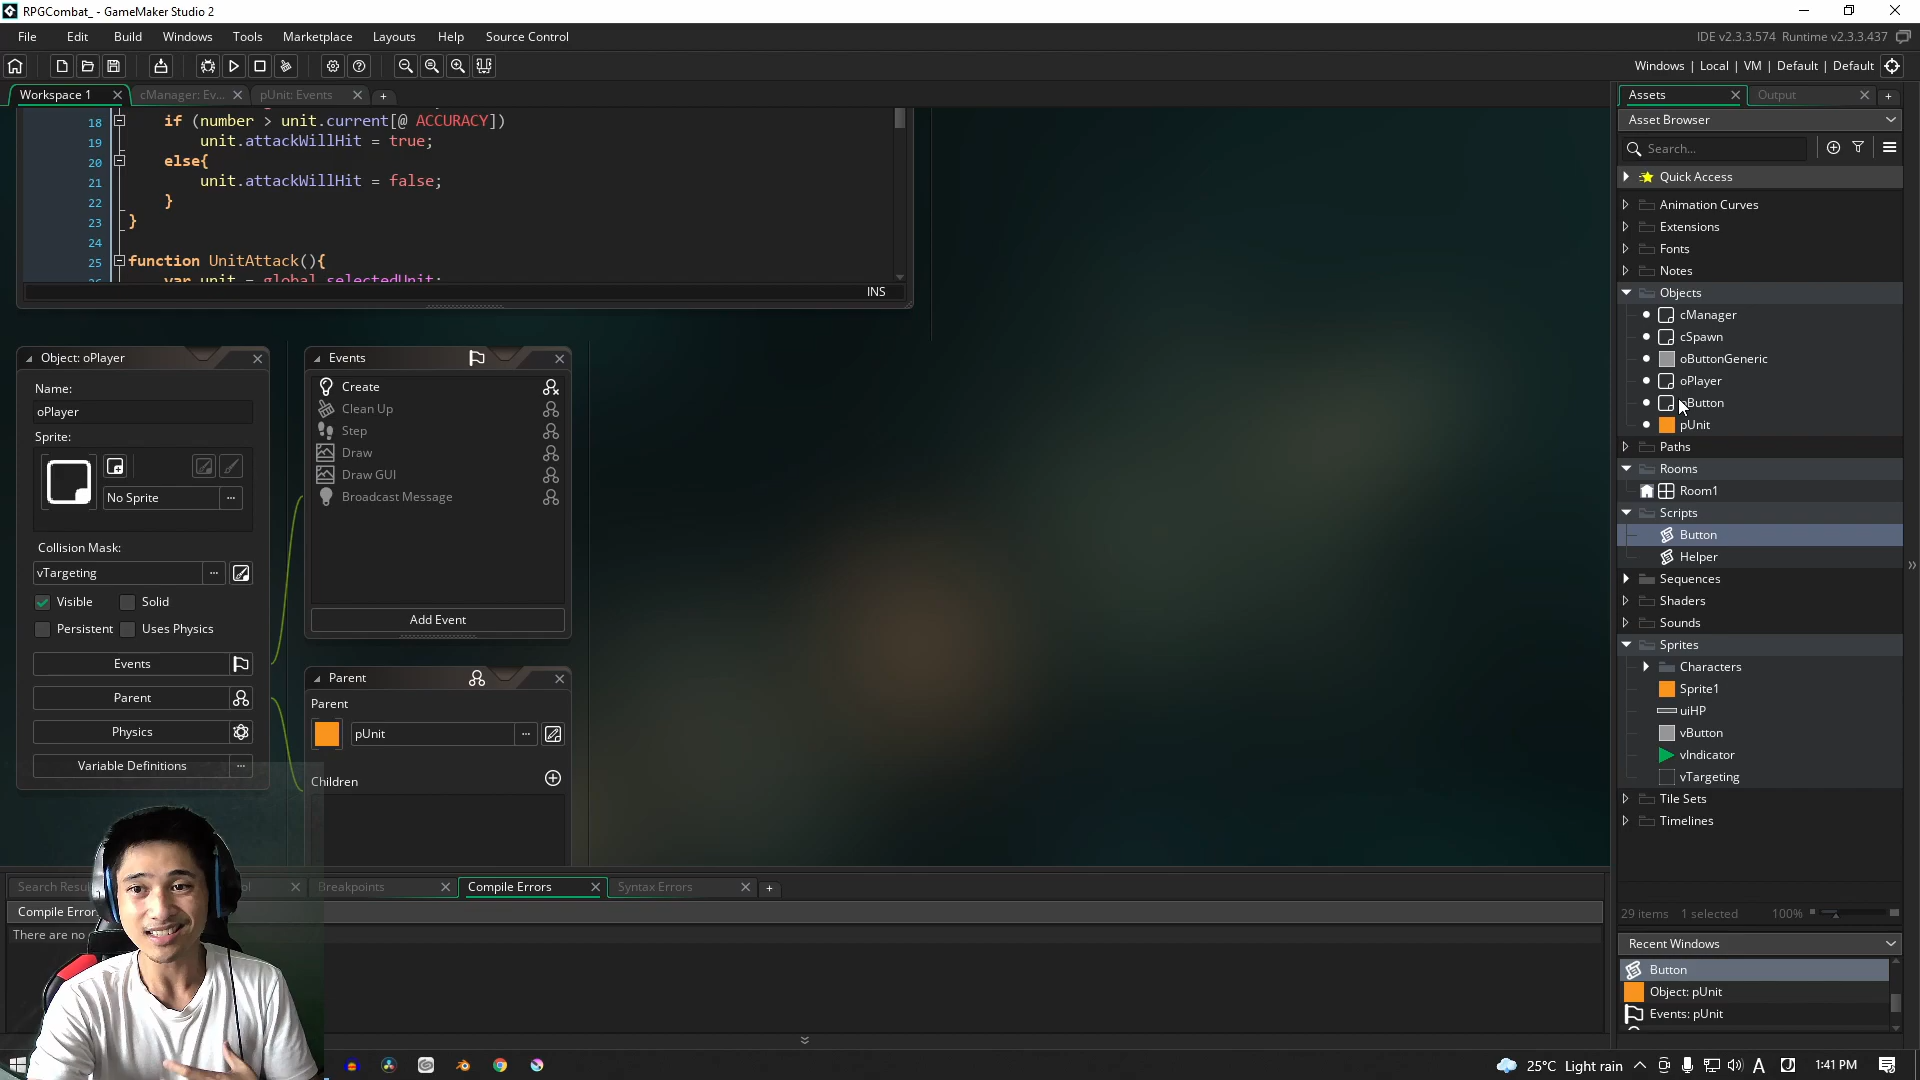 RPGCombat_ - GameMaker Studio 2
File Edit Build Windows Tools Marketplace Layouts Help Source Control
IDE v2.3.3.574 Runtime v2.3.3.437
Windows | Local | VM | Default | Default
Workspace 1
cManager: Ev...
pUnit: Events
18 if (number > unit.current[@ ACCURACY])
19 unit.attackWillHit = true;
20 else{
21 unit.attackWillHit = false;
22 }
23 }
24
25 function UnitAttack(){
var unit = global.selectedUnit;
INS
Object: oPlayer
Name:
oPlayer
Sprite:
No Sprite
...
Collision Mask:
vTargeting
...
Visible
Solid
Persistent
Uses Physics
Events
Parent
Physics
Variable Definitions
...
Events
Create
Clean Up
Step
Draw
Draw GUI
Broadcast Message
Add Event
Parent
Parent
pUnit
...
Children
Breakpoints
Compile Errors
Syntax Errors
There are no
Assets
Output
Asset Browser
Search...
Quick Access
Animation Curves
Extensions
Fonts
Notes
Objects
cManager
cSpawn
oButtonGeneric
oPlayer
Button
pUnit
Paths
Rooms
Room1
Scripts
Button
Helper
Sequences
Shaders
Sounds
Sprites
Characters
Sprite1
uiHP
vButton
vIndicator
vTargeting
Tile Sets
Timelines
29 items 1 selected 100%
Recent Windows
Button
Object: pUnit
Events: pUnit
25°C Light rain
A
1:41 PM